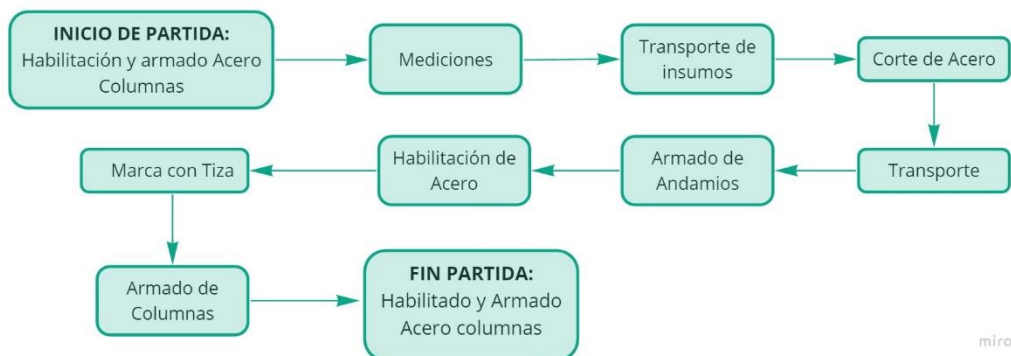 INICIO DE PARTIDA:
Habilitación y armado Acero
Columnas
Mediciones
Transporte de
insumos
Corte de Acero
Transporte
Armado de
Andamios
Habilitación de
Acero
Marca con Tiza
Armado de
Columnas
FIN PARTIDA:
Habilitado y Armado
Acero columnas
miro